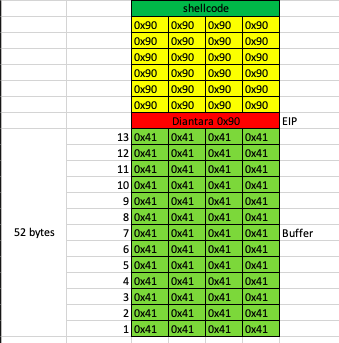 shellcode
0x90 0x90 0x90 0x90
0x90 0x90 0x90 0x90
0x90 0x90 0x90 0x90
0x90 0x90 0x90 0x90
0x90 0x90 0x90 0x90
0x90 0x90 0x90 0x90
Diantara 0x90 EIP
13 0x41 0x41 0x41 0x41
12 0x41 0x41 0x41 0x41
11 0x41 0x41 0x41 0x41
10 0x41 0x41 0x41 0x41
9 0x41 0x41 0x41 0x41
8 0x41 0x41 0x41 0x41
52 bytes 7 0x41 0x41 0x41 0x41 Buffer
6 0x41 0x41 0x41 0x41
5 0x41 0x41 0x41 0x41
4 0x41 0x41 0x41 0x41
3 0x41 0x41 0x41 0x41
2 0x41 0x41 0x41 0x41
1 0x41 0x41 0x41 0x41